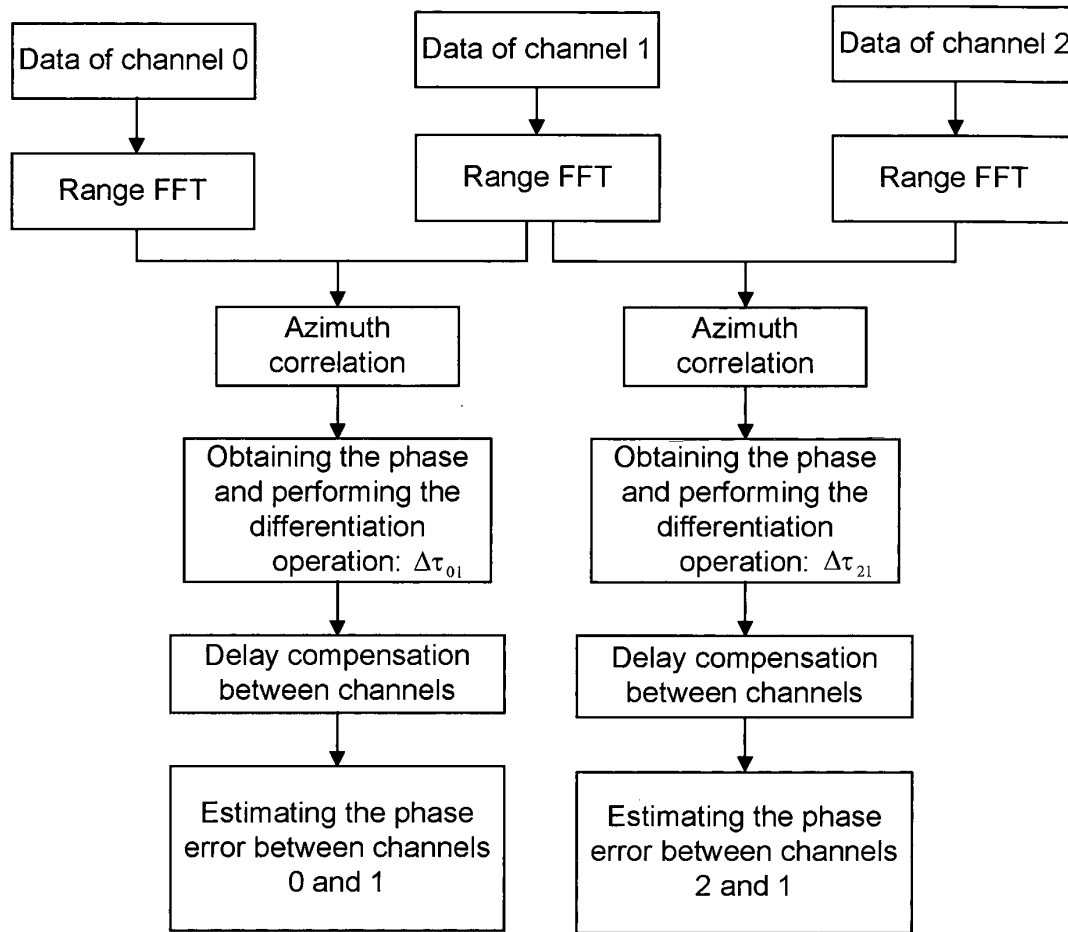 Data of channel 0
Data of channel 1
Data of channel 2
Range FFT
Range FFT
Range FFT
Azimuth
correlation
Azimuth
correlation
Obtaining the phase
and performing the
differentiation
operation: Δτ₀₁
Obtaining the phase
and performing the
differentiation
operation: Δτ₂₁
Delay compensation
between channels
Delay compensation
between channels
Estimating the phase
error between channels
0 and 1
Estimating the phase
error between channels
2 and 1